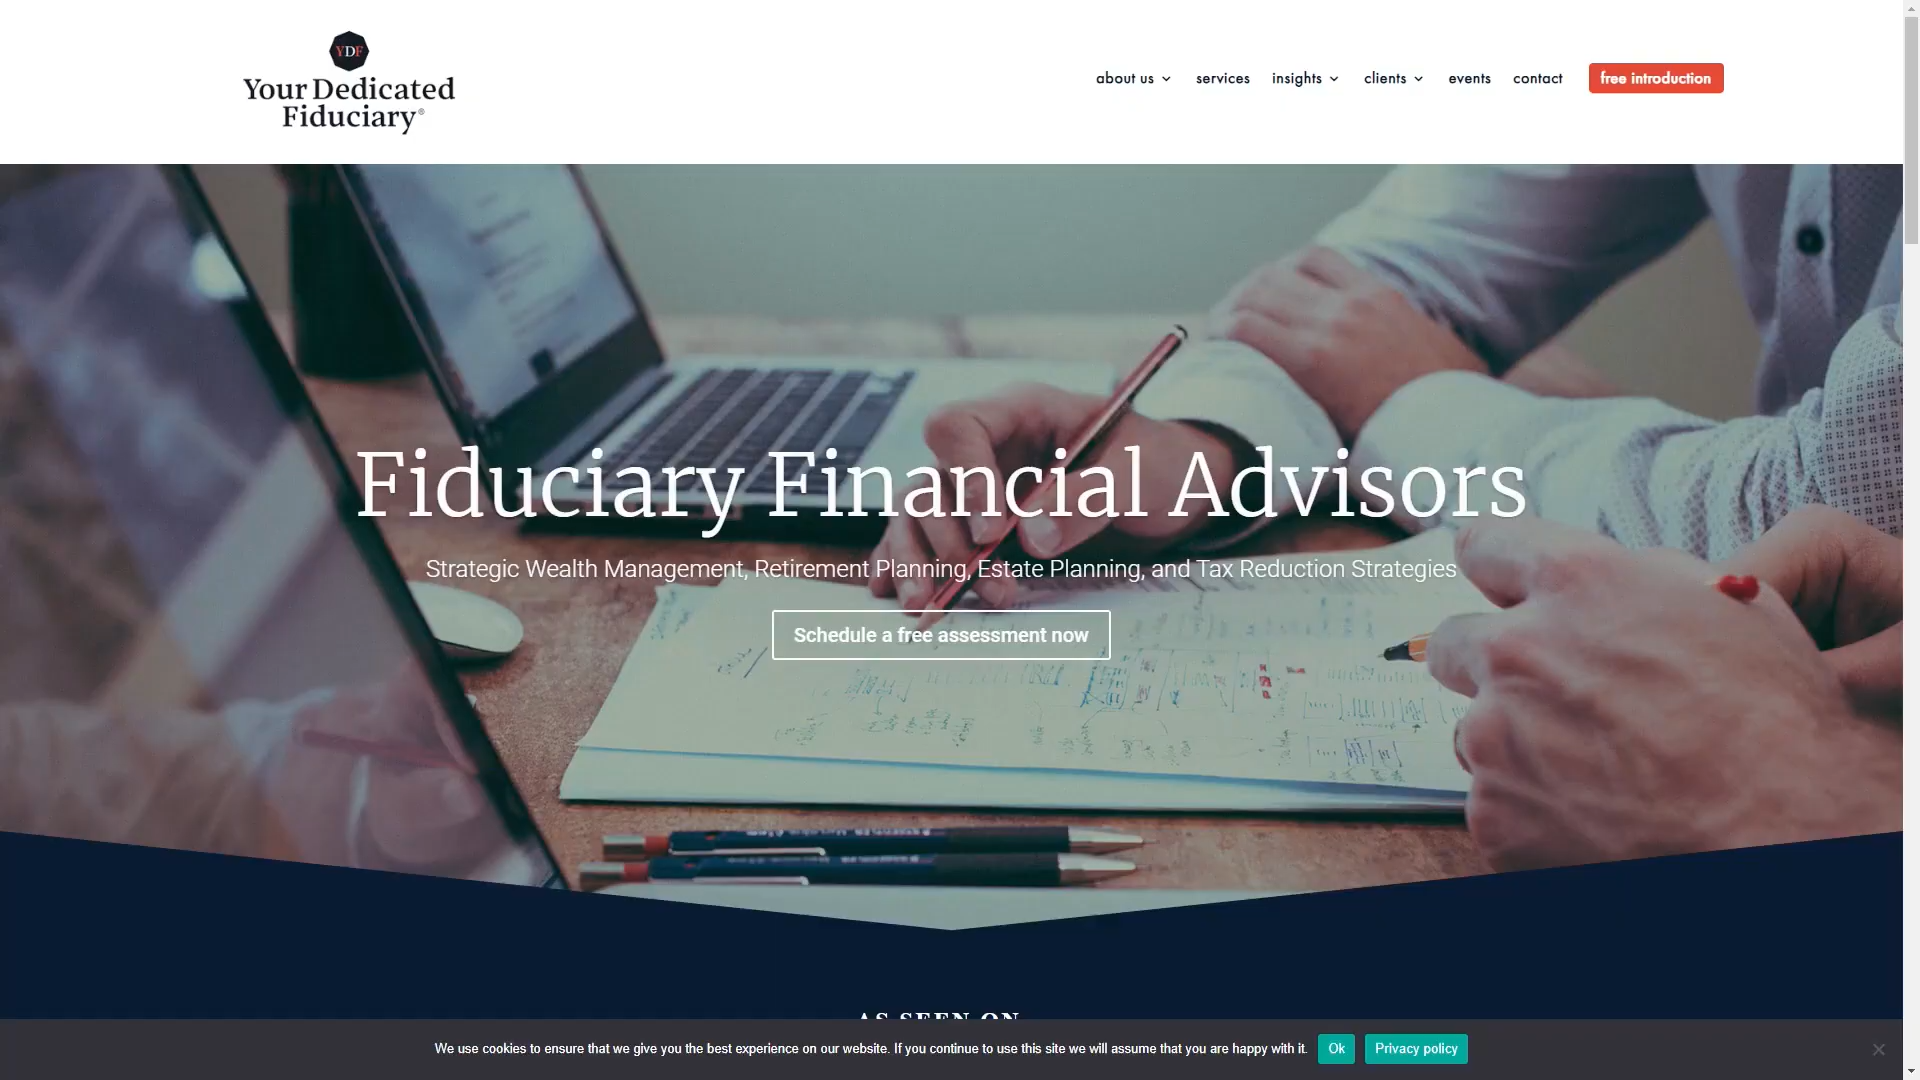 YDF
Your Dedicated
Fiduciary®
about us
services
insights
clients
events
contact
free introduction
Fiduciary Financial Advisors
Strategic Wealth Management, Retirement Planning, Estate Planning, and Tax Reduction Strategies
Schedule a free assessment now
AS SEEN ON
We use cookies to ensure that we give you the best experience on our website. If you continue to use this site we will assume that you are happy with it.
Ok
Privacy policy